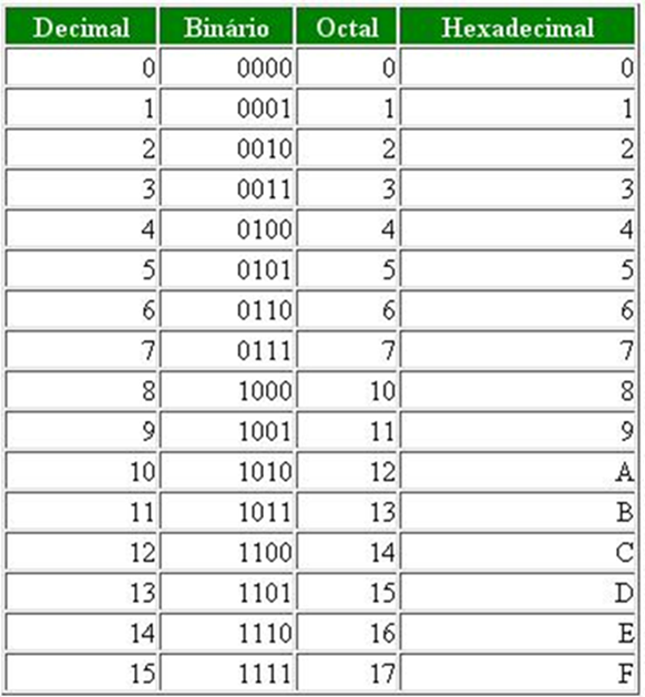 Decimal Binário Octal Hexadecimal
0 0000 0 0
1 0001 1 1
2 0010 2 2
3 0011 3 3
4 0100 4 4
5 0101 5 5
6 0110 6 6
7 0111 7 7
8 1000 10 8
9 1001 11 9
10 1010 12 A
11 1011 13 B
12 1100 14 C
13 1101 15 D
14 1110 16 E
15 1111 17 F